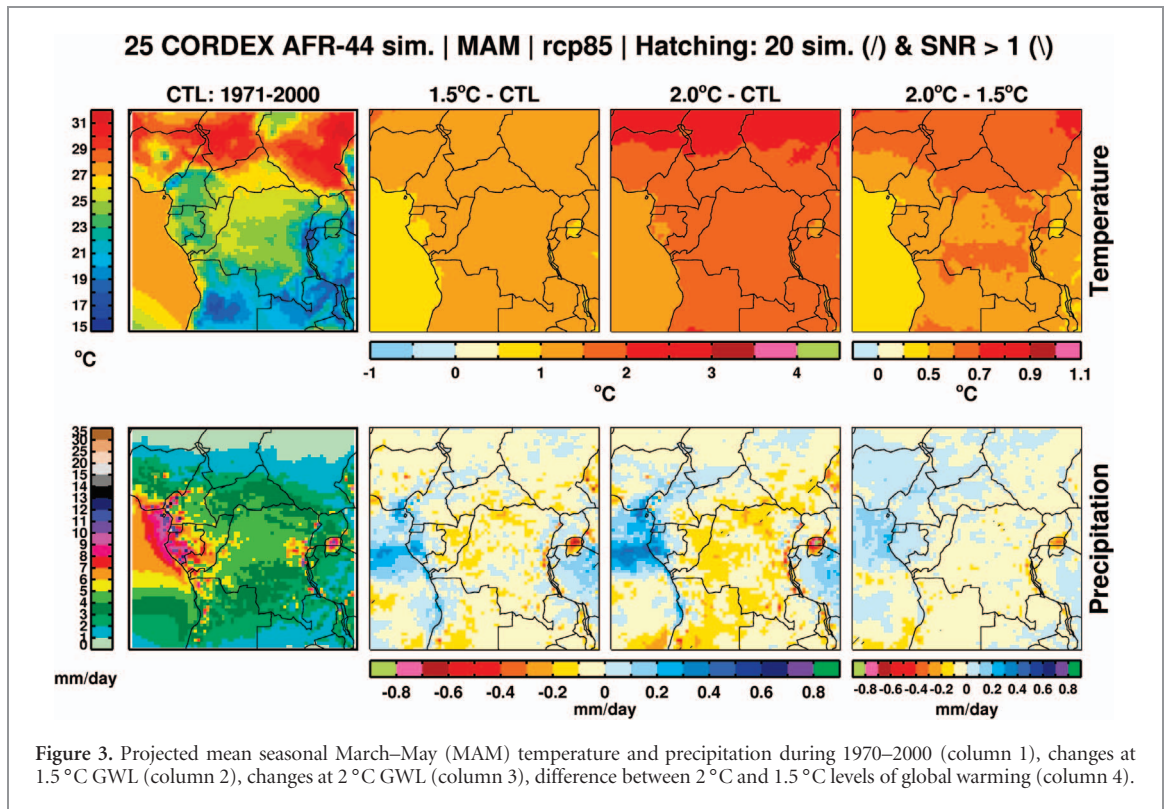 25 CORDEX AFR-44 sim. | MAM | rcp85 | Hatching: 20 sim. (/) & SNR > 1 (\)
CTL: 1971-2000
1.5°C - CTL
2.0°C - CTL
2.0°C - 1.5°C
31
29
27
25
23
21
19
17
15
°C
Temperature
-1 0 1 2 3 4
°C
0 0.5 0.7 0.9 1.1
°C
35
30
25
20
15
14
13
12
11
10
9
8
7
6
5
4
3
2
1
0
mm/day
Precipitation
-0.8 -0.6 -0.4 -0.2 0 0.2 0.4 0.6 0.8
mm/day
-0.8 -0.6 -0.4 -0.2 0 0.2 0.4 0.6 0.8
mm/day
Figure 3. Projected mean seasonal March–May (MAM) temperature and precipitation during 1970–2000 (column 1), changes at
1.5 °C GWL (column 2), changes at 2 °C GWL (column 3), difference between 2 °C and 1.5 °C levels of global warming (column 4).